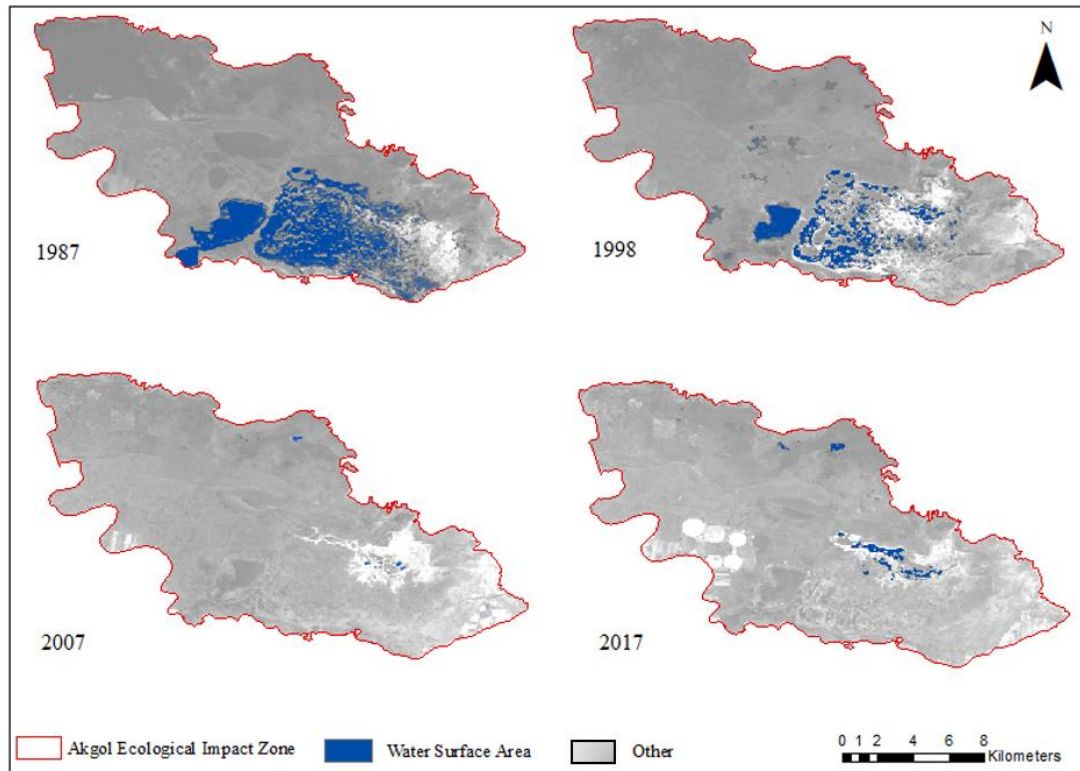 N
1987
1998
2007
2017
Akgol Ecological Impact Zone
Water Surface Area
Other
0 1 2 4 6 8
Kilometers